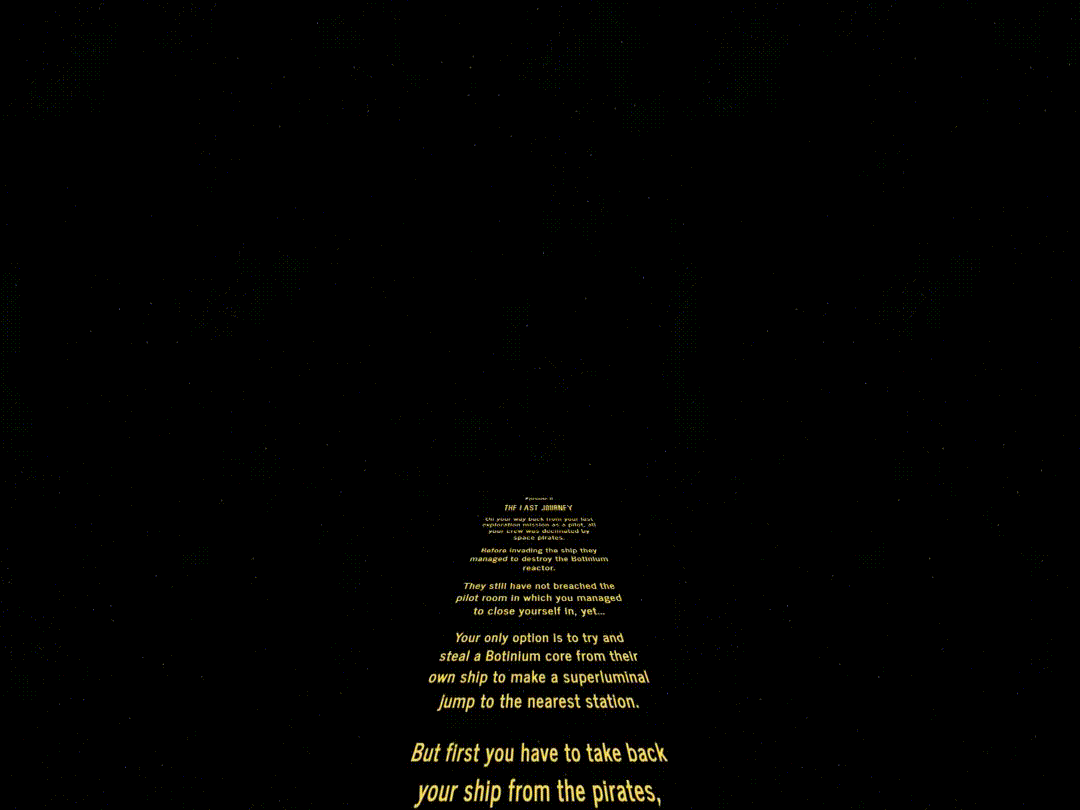 Episode II
THE LAST JOURNEY
On your way back from your last
exploration mission as a pilot, all
your crew was decimated by
space pirates.
Before invading the ship they
managed to destroy the Botinium
reactor.
They still have not breached the
pilot room in which you managed
to close yourself in, yet...
Your only option is to try and
steal a Botinium core from their
own ship to make a superluminal
jump to the nearest station.
But first you have to take back
your ship from the pirates,